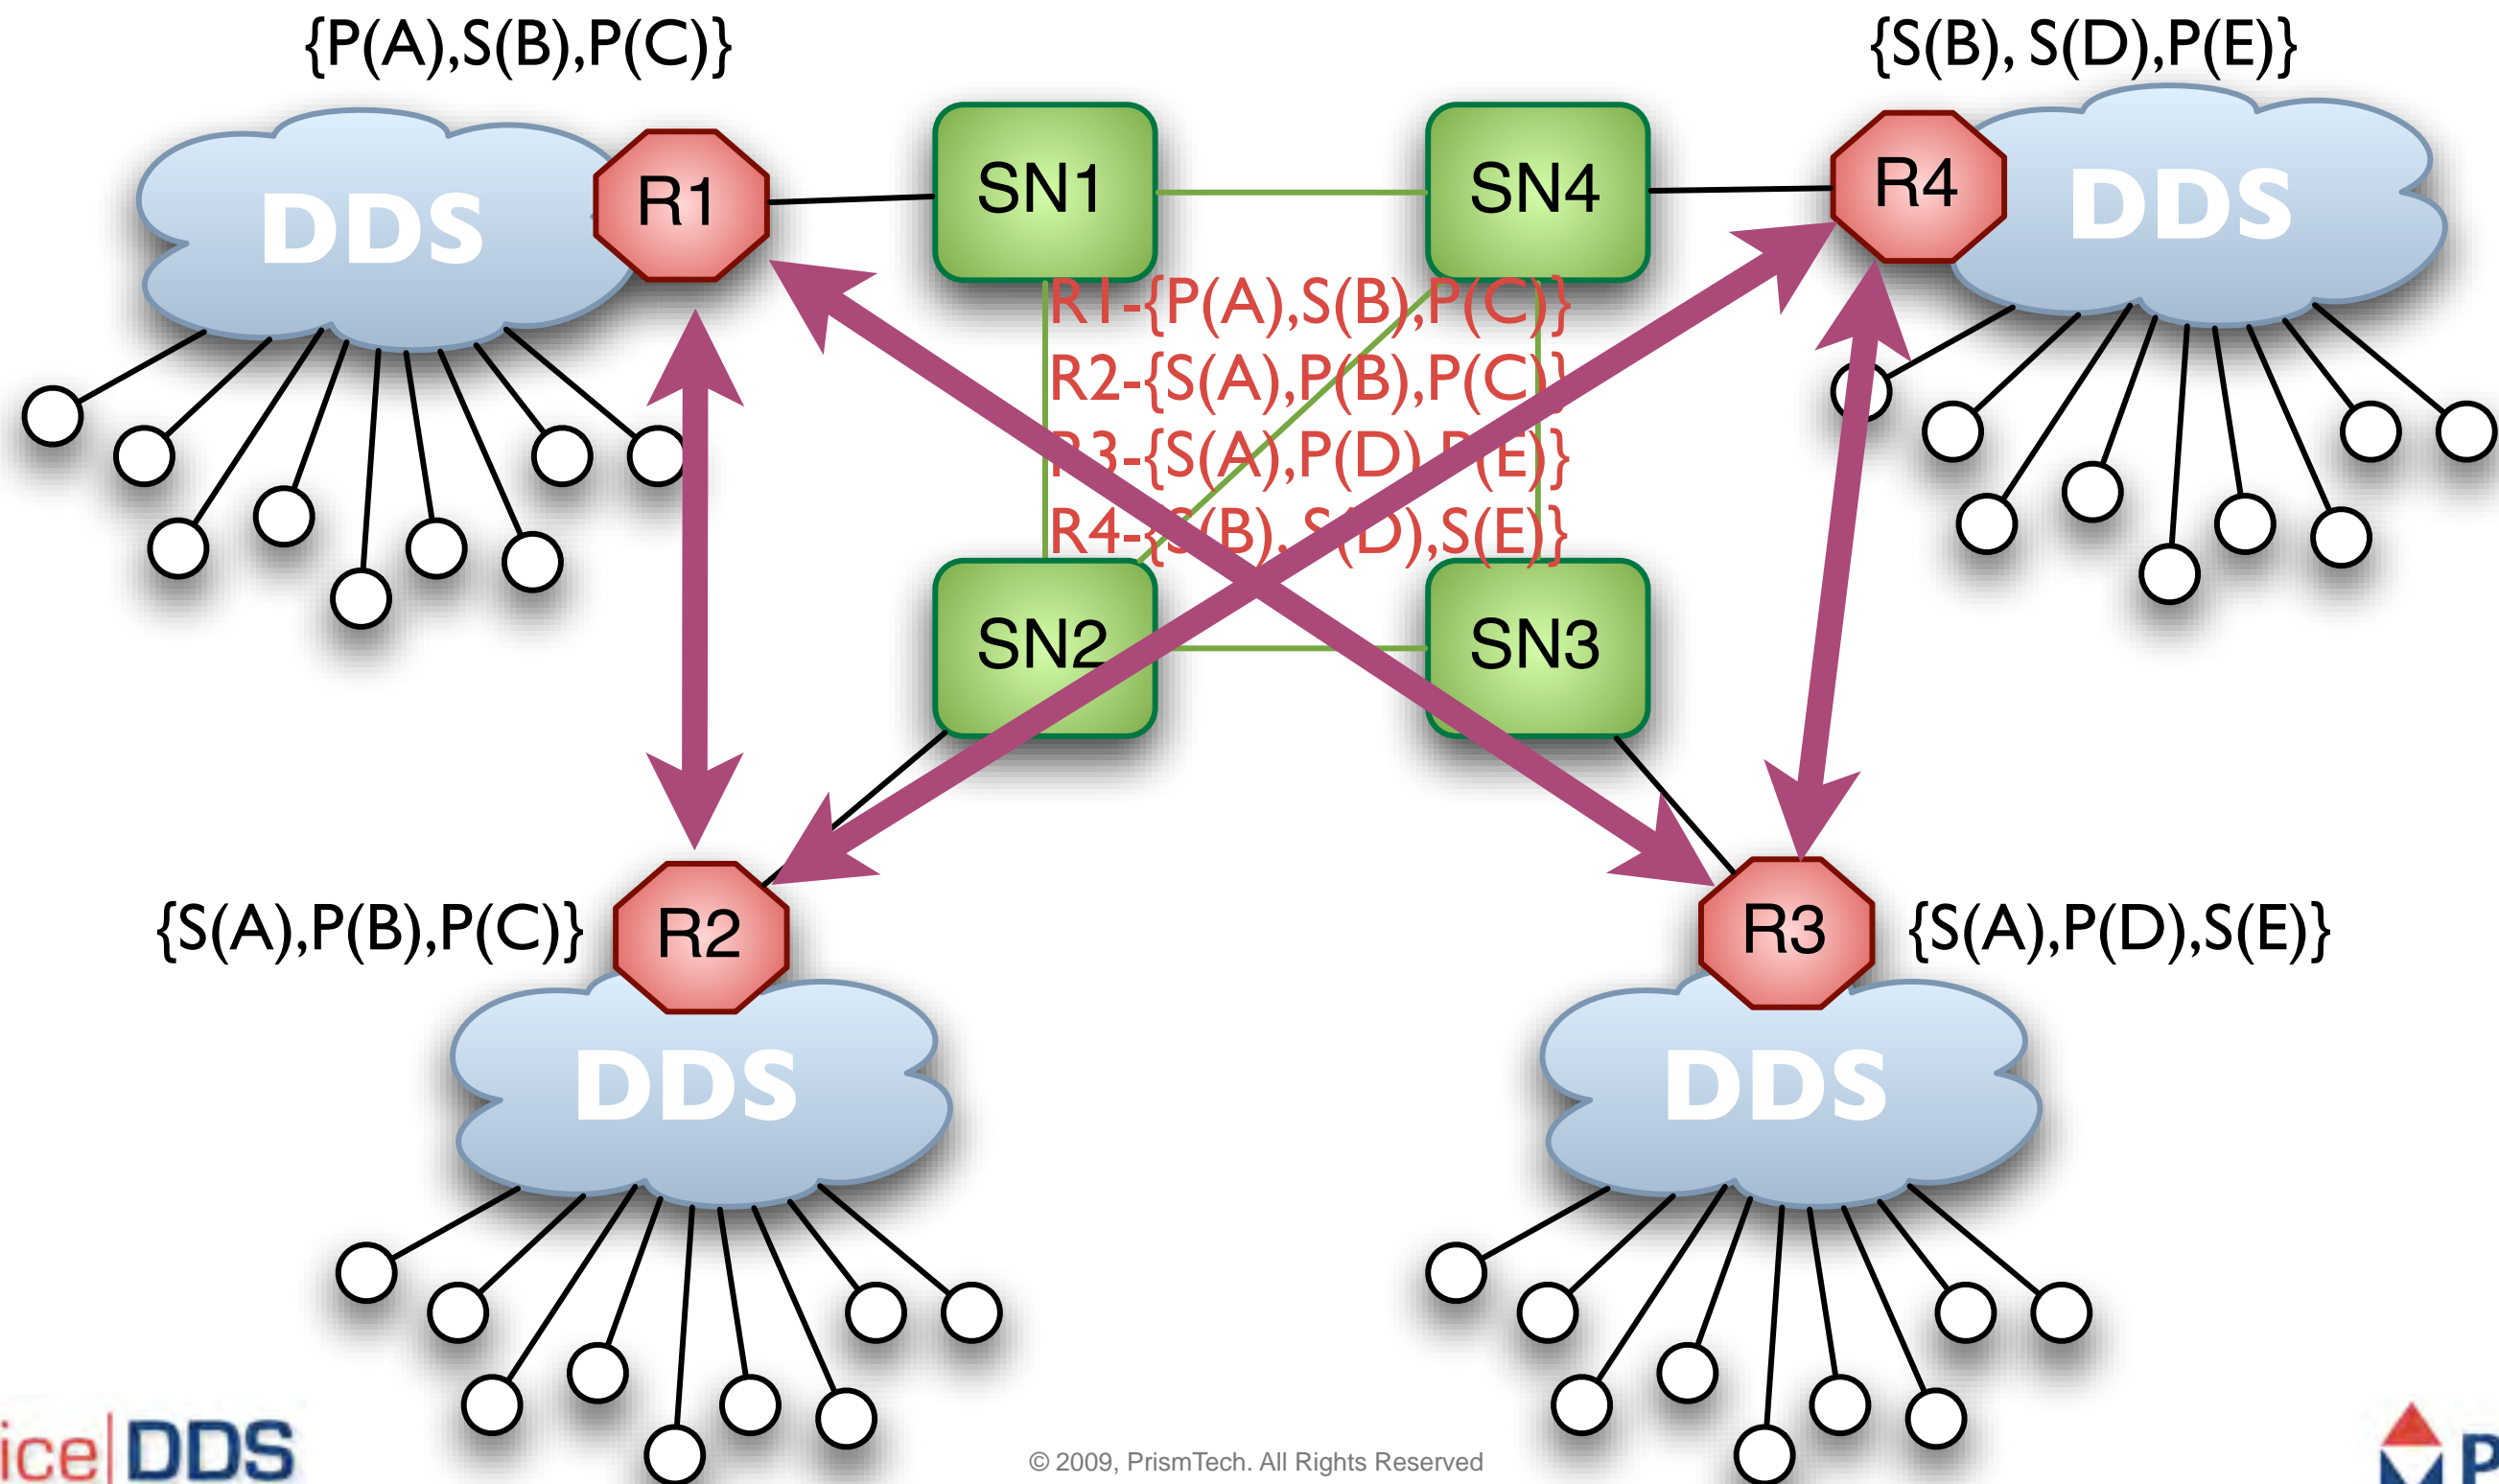 {P(A),S(B),P(C)}
{S(B), S(D),P(E)}
DDS
R1
SN1
SN4
R4
DDS
R1-{P(A),S(B),P(C)}
R2-{S(A),P(B),P(C)}
R3-{S(A),P(D),P(E)}
R4-{S(B), S(D),S(E)}
SN2
SN3
{S(A),P(B),P(C)}
R2
R3
{S(A),P(D),S(E)}
DDS
DDS
ice|DDS
© 2009, PrismTech. All Rights Reserved
P